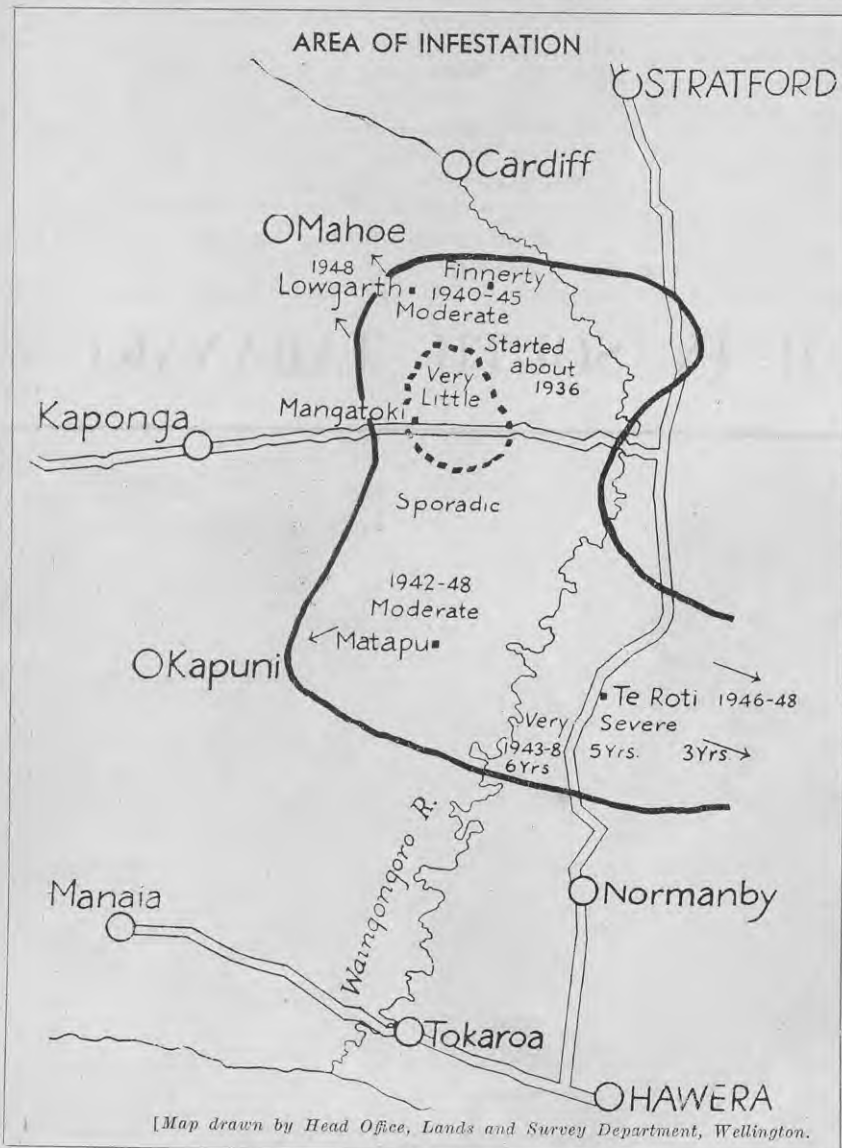 AREA OF INFESTATION
STRATFORD
Cardiff
Mahoe
1948
Lowgarth
Finnerty
1940-45
Moderate
Started
about
1936
Very
Little
Mangatoki
Kaponga
Sporadic
1942-48
Moderate
Matapu
Kapuni
Te Roti 1946-48
Very Severe
1943-8 5Yrs. 3Yrs.
6Yrs
Waingongoro R.
Normanby
Manaia
Tokaroa
HAWERA
[Map drawn by Head Office, Lands and Survey Department, Wellington.